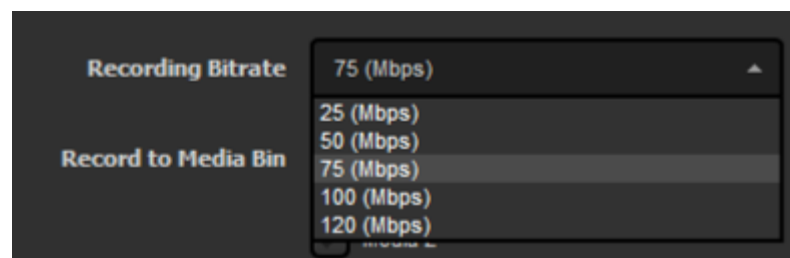 Recording Bitrate 75 (Mbps)
25 (Mbps)
50 (Mbps)
Record to Media Bin 75 (Mbps)
100 (Mbps)
120 (Mbps)